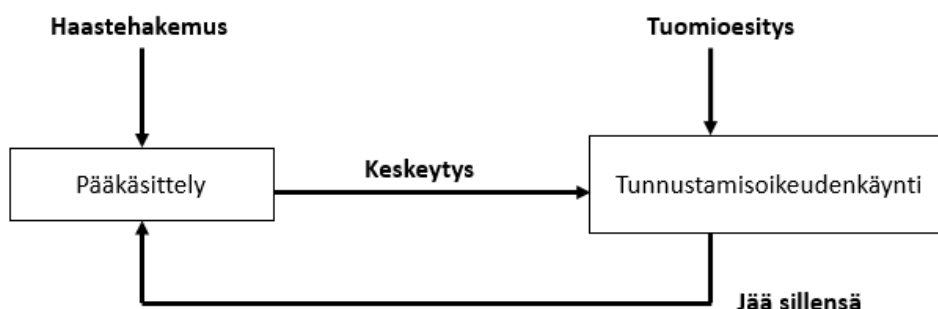 Haastehakemus
Tuomioesitys
Pääkäsittely
Keskeytys
Tunnustamisoikeudenkäynti
Jää sillensä